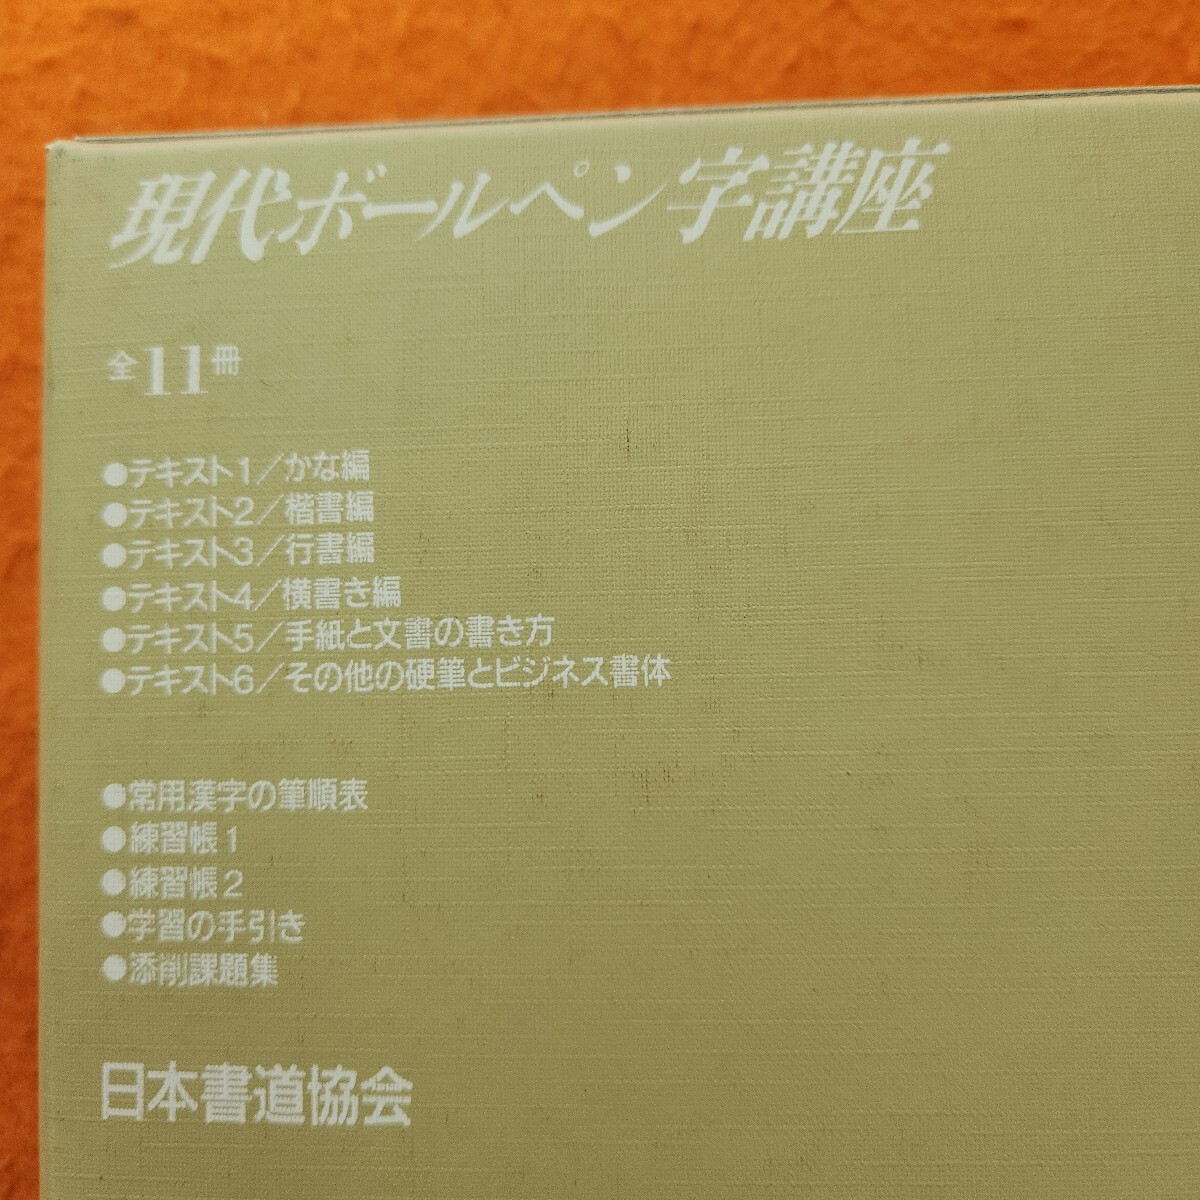 現代ボールペン字講座
全11冊
●テキスト1／かな編
●テキスト2／楷書編
●テキスト3／行書編
●テキスト4／横書き編
●テキスト5／手紙と文書の書き方
●テキスト6／その他の硬筆とビジネス書体
●常用漢字の筆順表
●練習帳1
●練習帳2
●学習の手引き
●添削課題集
日本書道協会